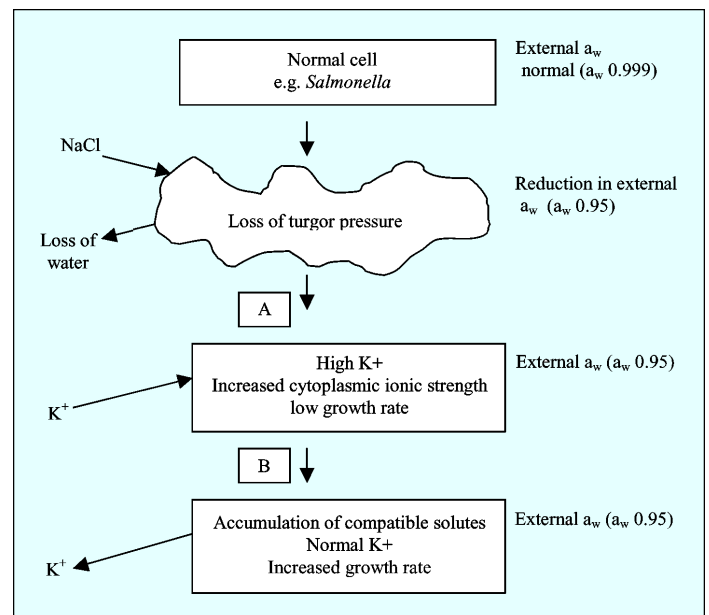 Normal cell
e.g. Salmonella
External aw
normal (aw 0.999)
NaCl
Loss of turgor pressure
Reduction in external
aw (aw 0.95)
Loss of
water
A
High K+
Increased cytoplasmic ionic strength
low growth rate
External aw (aw 0.95)
K+
B
Accumulation of compatible solutes
Normal K+
Increased growth rate
External aw (aw 0.95)
K+